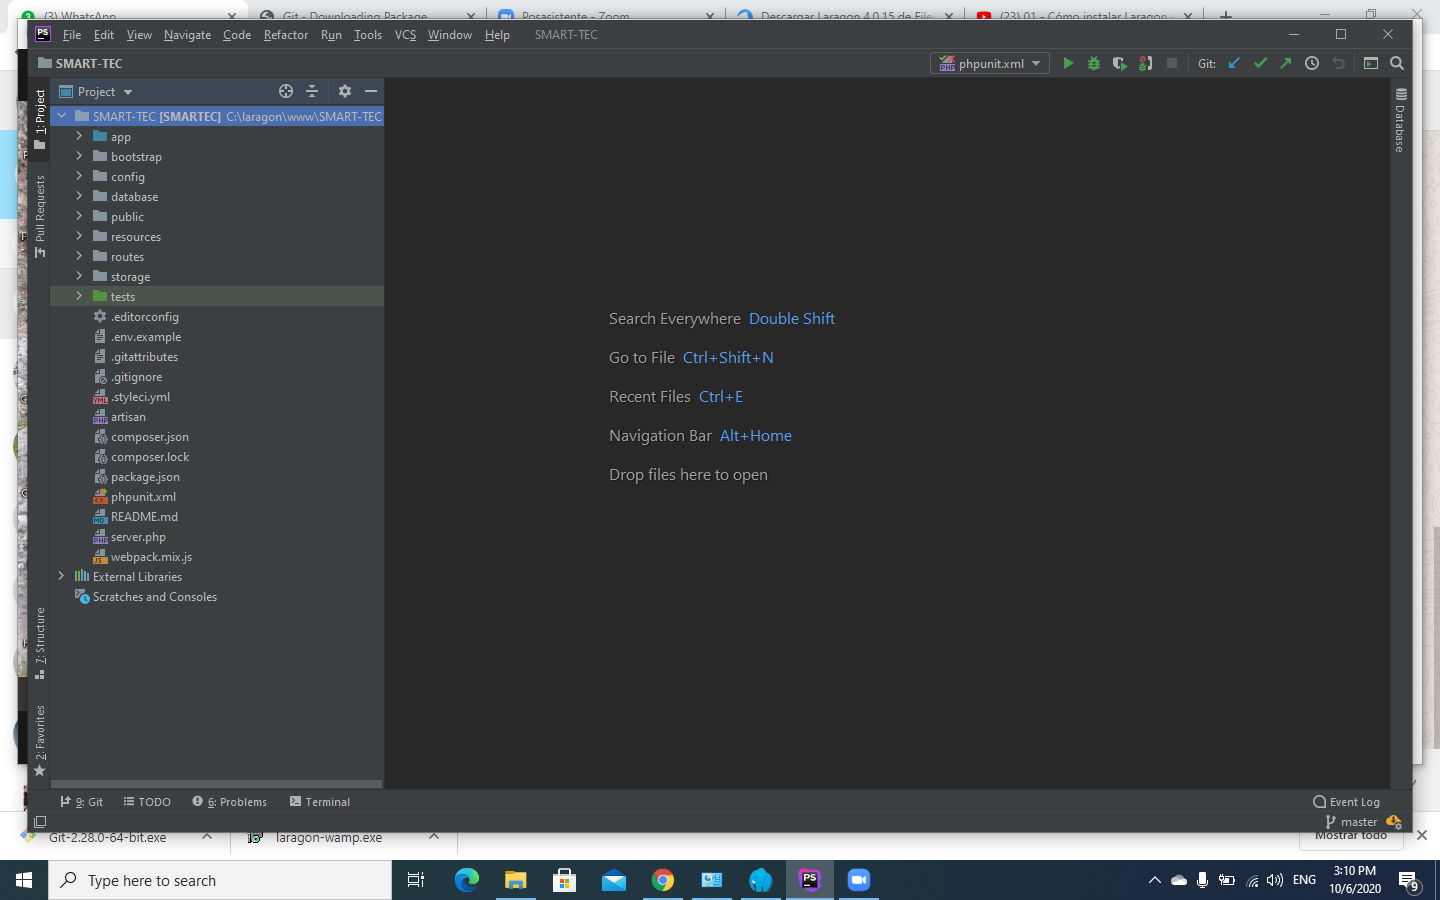 (3) WhatsApp
Git - Downloading Package
Posasistente - Zoom
Descargar Laragon 4.0.15 de File
(23) 01 - Cómo instalar Laragon
PS File Edit View Navigate Code Refactor Run Tools VCS Window Help SMART-TEC
SMART-TEC
phpunit.xml
Git:
1: Project
Pull Requests
7: Structure
2: Favorites
Project
SMART-TEC [SMARTEC] C:\laragon\www\SMART-TEC
app
bootstrap
config
database
public
resources
routes
storage
tests
.editorconfig
.env.example
.gitattributes
.gitignore
.styleci.yml
artisan
composer.json
composer.lock
package.json
phpunit.xml
README.md
server.php
webpack.mix.js
External Libraries
Scratches and Consoles
Search Everywhere Double Shift
Go to File Ctrl+Shift+N
Recent Files Ctrl+E
Navigation Bar Alt+Home
Drop files here to open
Database
9: Git TODO 6: Problems Terminal
Event Log
master
Git-2.28.0-64-bit.exe
laragon-wamp.exe
Mostrar todo
Type here to search
PS
ENG
3:10 PM
10/6/2020
9